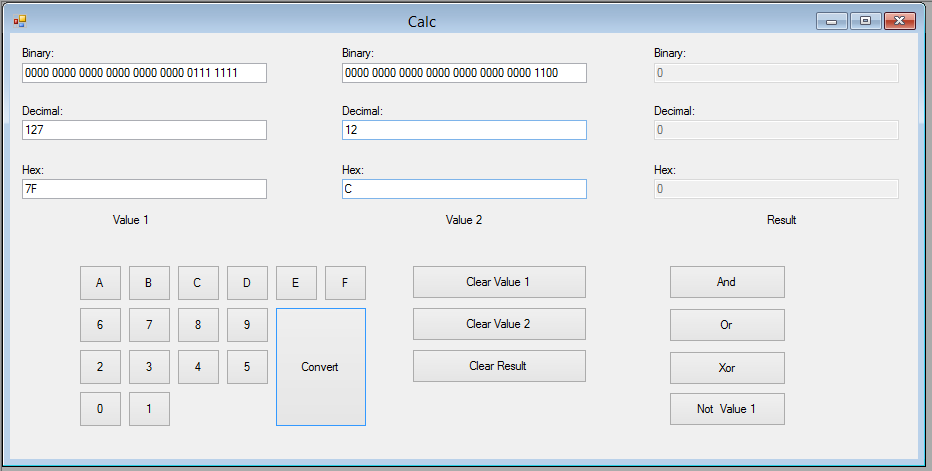 Calc
Binary: Binary: Binary:
0000 0000 0000 0000 0000 0000 0111 1111 0000 0000 0000 0000 0000 0000 0000 1100 0
Decimal: Decimal: Decimal:
127 12 0
Hex: Hex: Hex:
7F C 0
Value 1 Value 2 Result
A B C D E F Clear Value 1 And
6 7 8 9 Clear Value 2 Or
2 3 4 5 Convert Clear Result Xor
0 1 Not Value 1